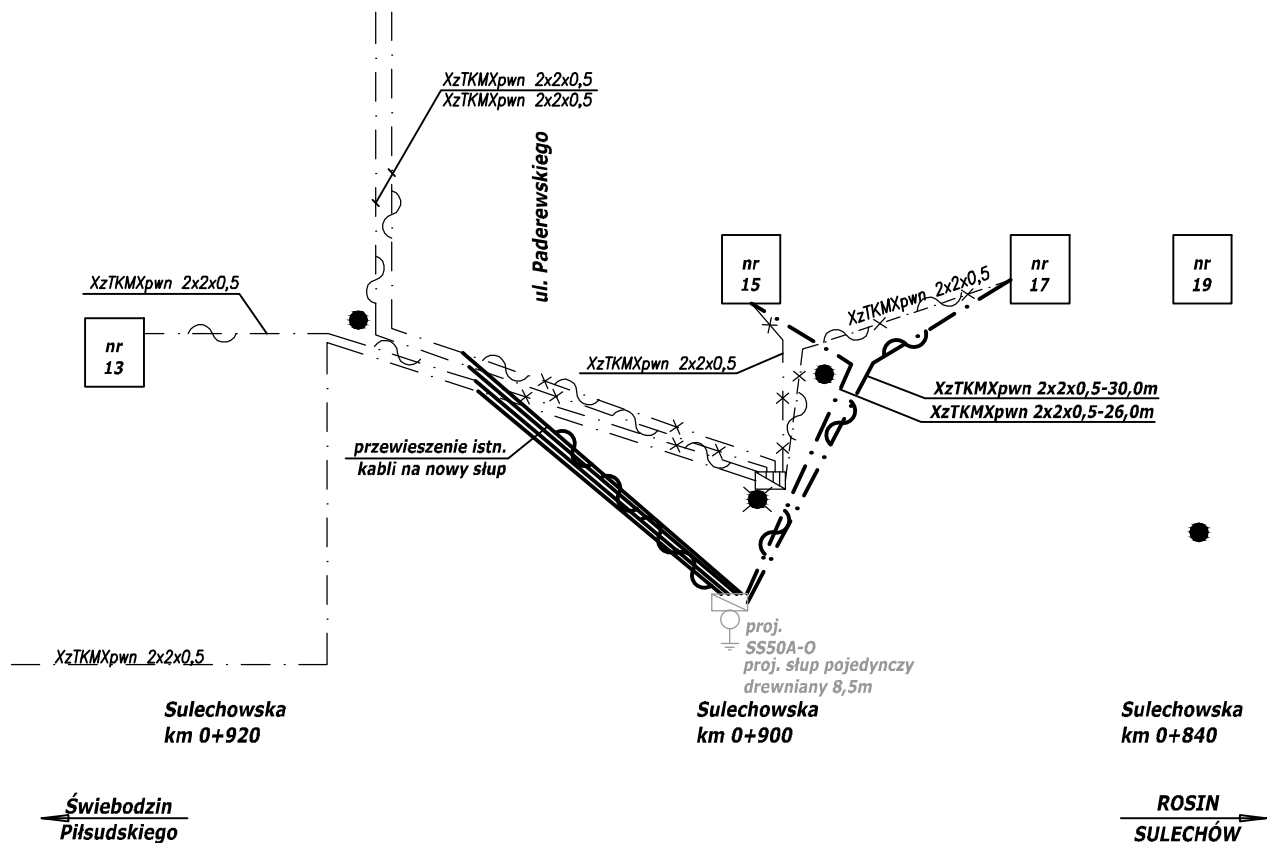 XzTKMXpwn 2x2x0,5
XzTKMXpwn 2x2x0,5
ul. Paderewskiego
XzTKMXpwn 2x2x0,5
nr
13
nr
15
XzTKMXpwn 2x2x0,5
nr
17
nr
19
XzTKMXpwn 2x2x0,5
XzTKMXpwn 2x2x0,5-30,0m
XzTKMXpwn 2x2x0,5-26,0m
przewieszenie istn.
kabli na nowy słup
proj.
SS50A-O
proj. słup pojedynczy
drewniany 8,5m
XzTKMXpwn 2x2x0,5
Sulechowska
km 0+920
Sulechowska
km 0+900
Sulechowska
km 0+840
Świebodzin
Piłsudskiego
ROSIN
SULECHÓW